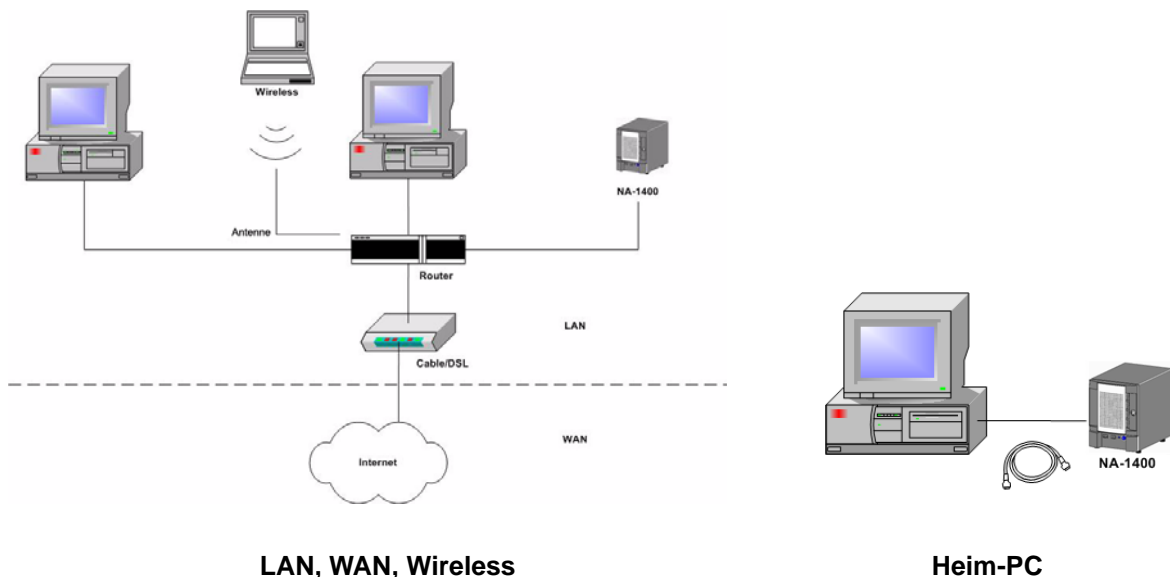 Wireless
NA-1400
Antenne
Router
LAN
Cable/DSL
WAN
Internet
NA-1400
LAN, WAN, Wireless
Heim-PC